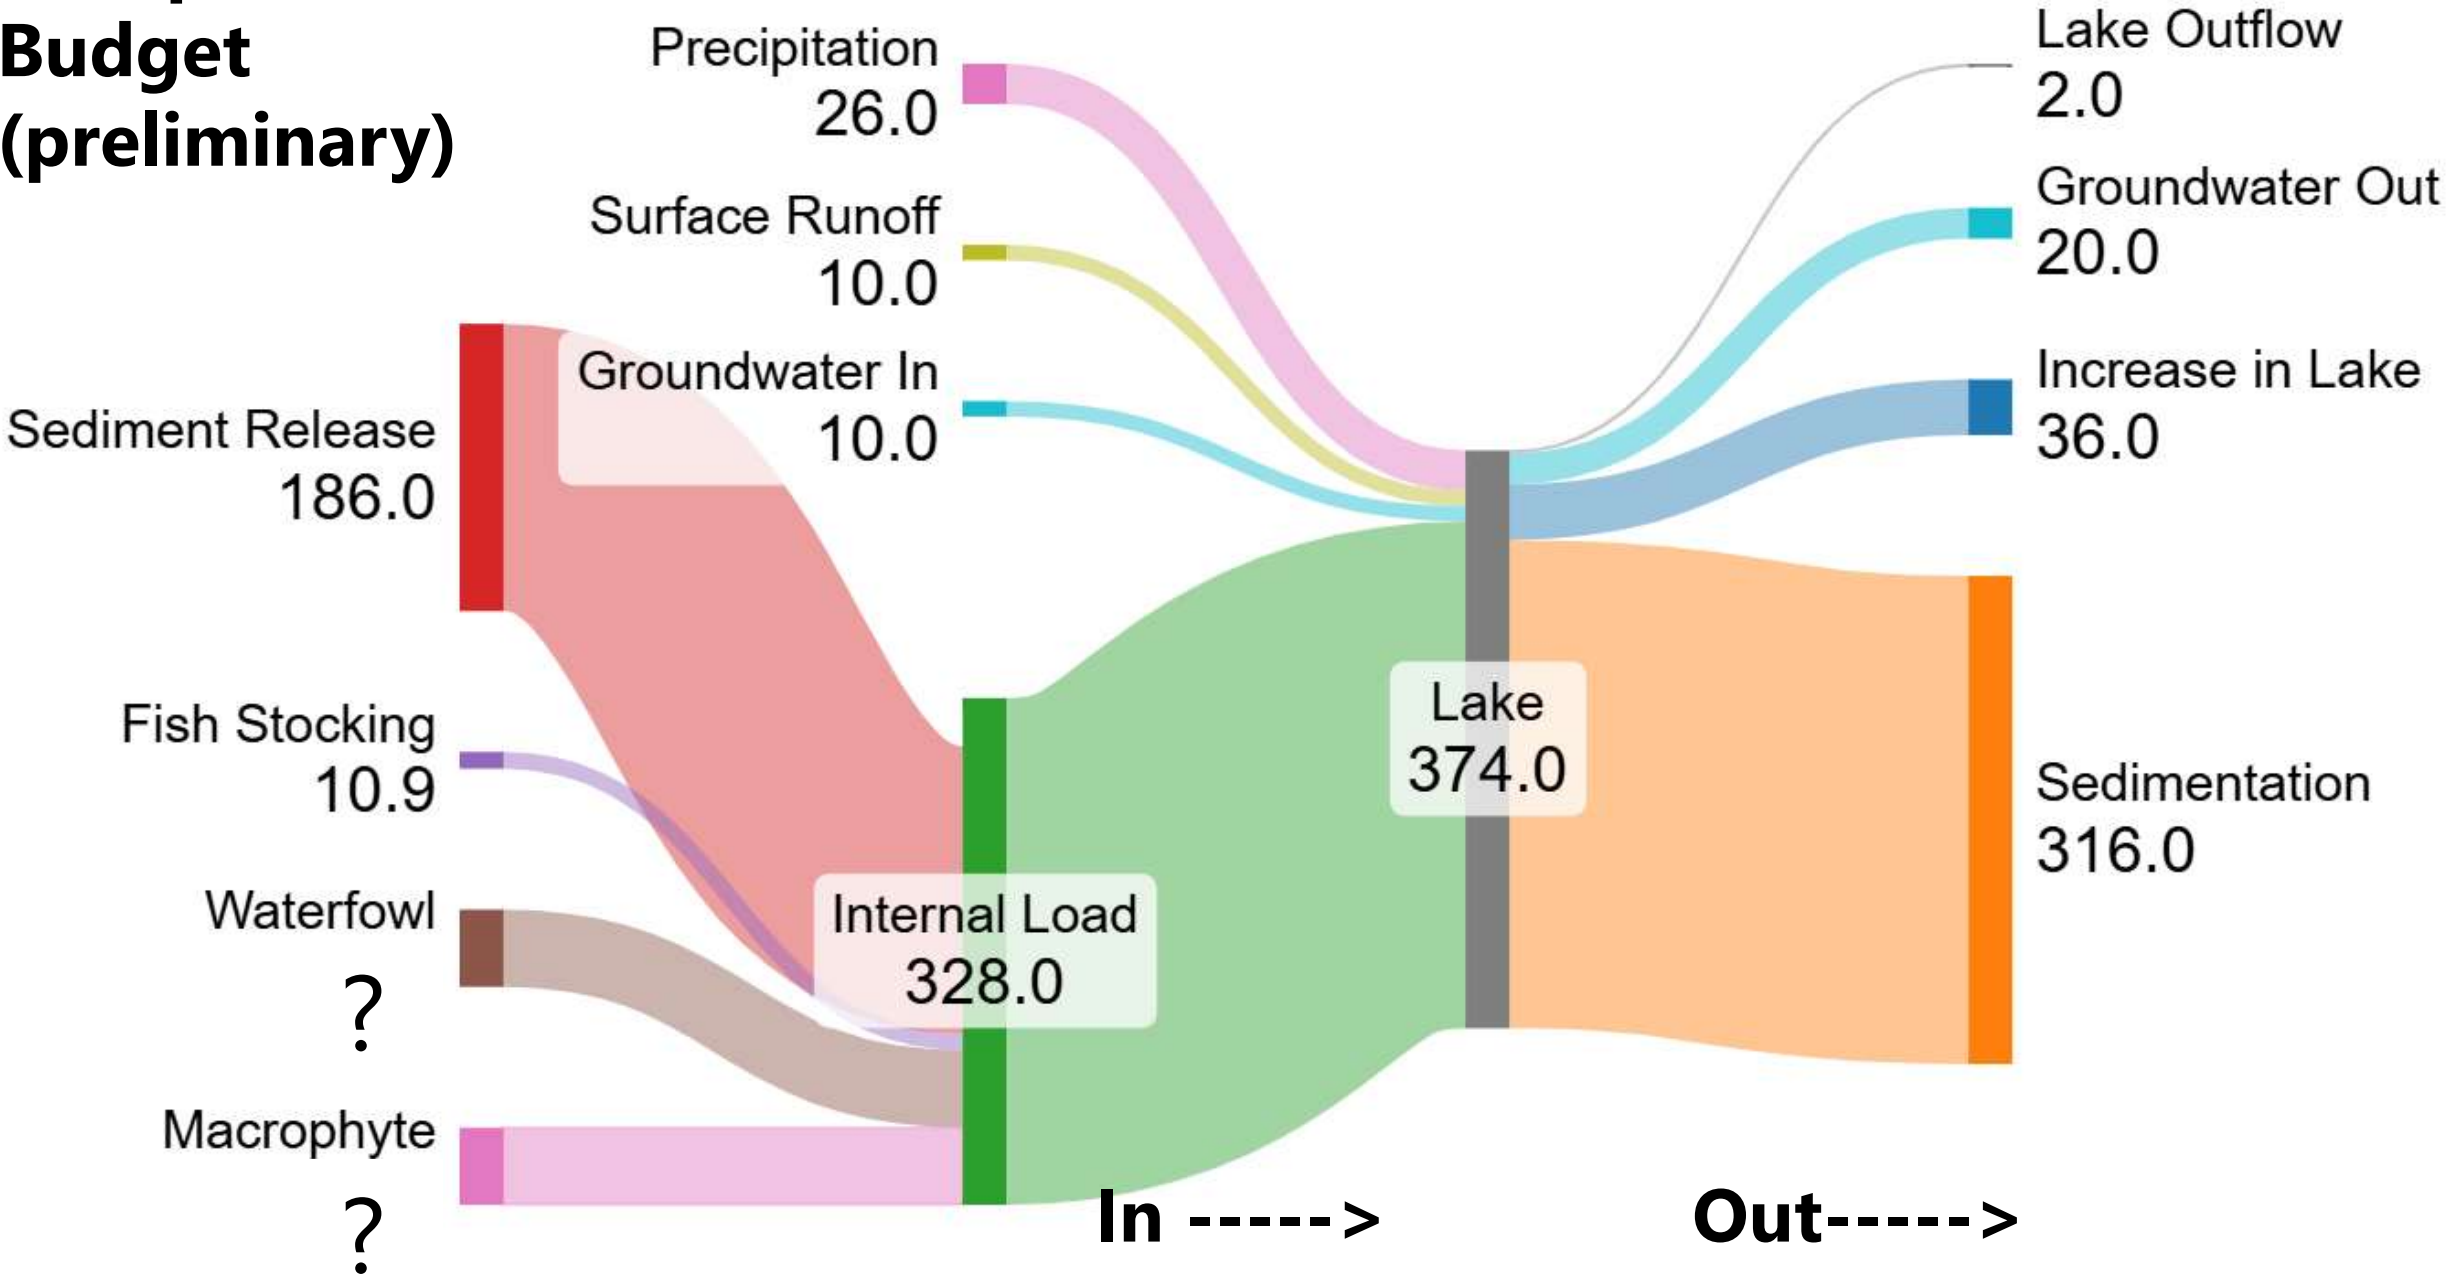 Budget
(preliminary)
Precipitation
26.0
Surface Runoff
10.0
Groundwater In
10.0
Sediment Release
186.0
Fish Stocking
10.9
Waterfowl
?
Macrophyte
?
Internal Load
328.0
Lake
374.0
Lake Outflow
2.0
Groundwater Out
20.0
Increase in Lake
36.0
Sedimentation
316.0
In ----->
Out----->